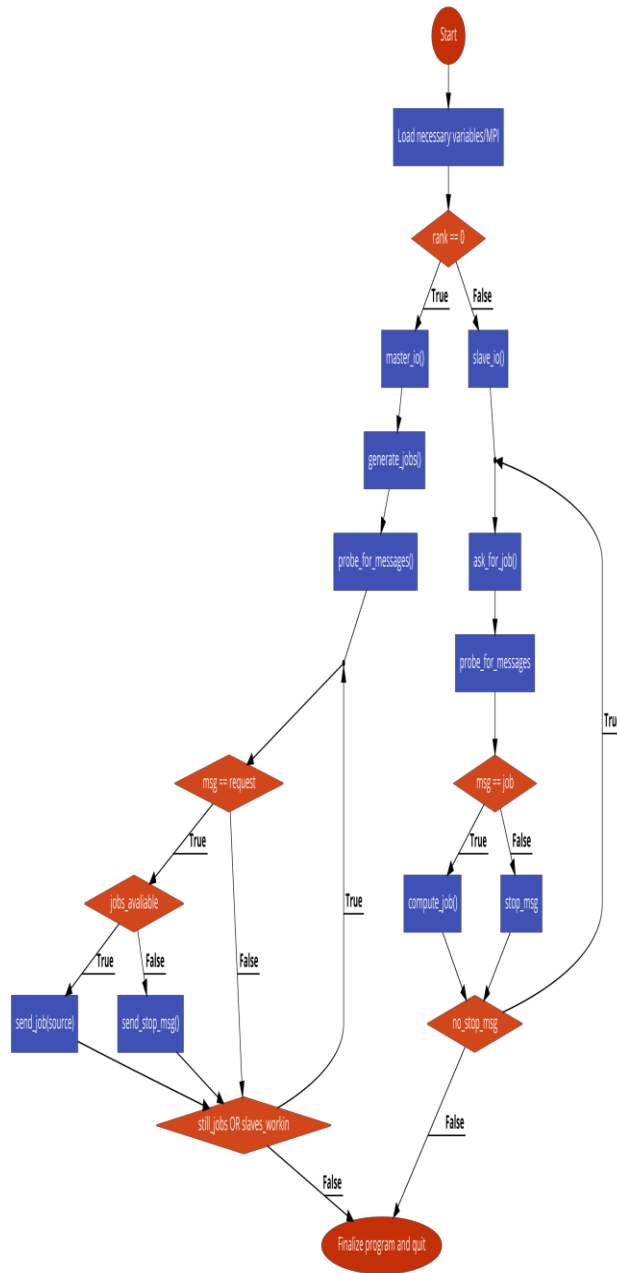 Start
Load necessary variables/MPI
rank == 0
True
False
master_io()
slave_io()
generate_jobs()
probe_for_messages()
ask_for_job()
probe_for_messages
True
msg == request
msg == job
True
True
False
jobs_avaliable
compute_job()
stop_msg
True
True
False
False
send_job(source)
send_stop_msg()
no_stop_msg
still_jobs OR slaves_workin
False
False
Finalize program and quit